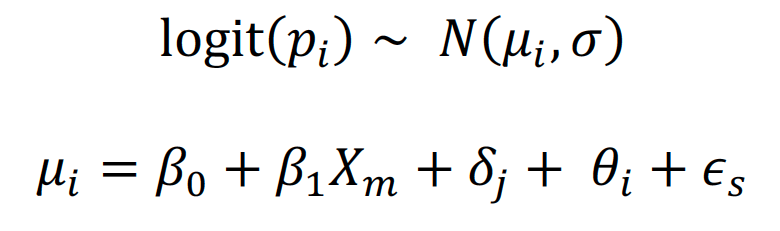 logit(pᵢ) ~ N(μᵢ, σ)
μᵢ = β₀ + β₁Xₘ + δⱼ + θᵢ + ϵₛ